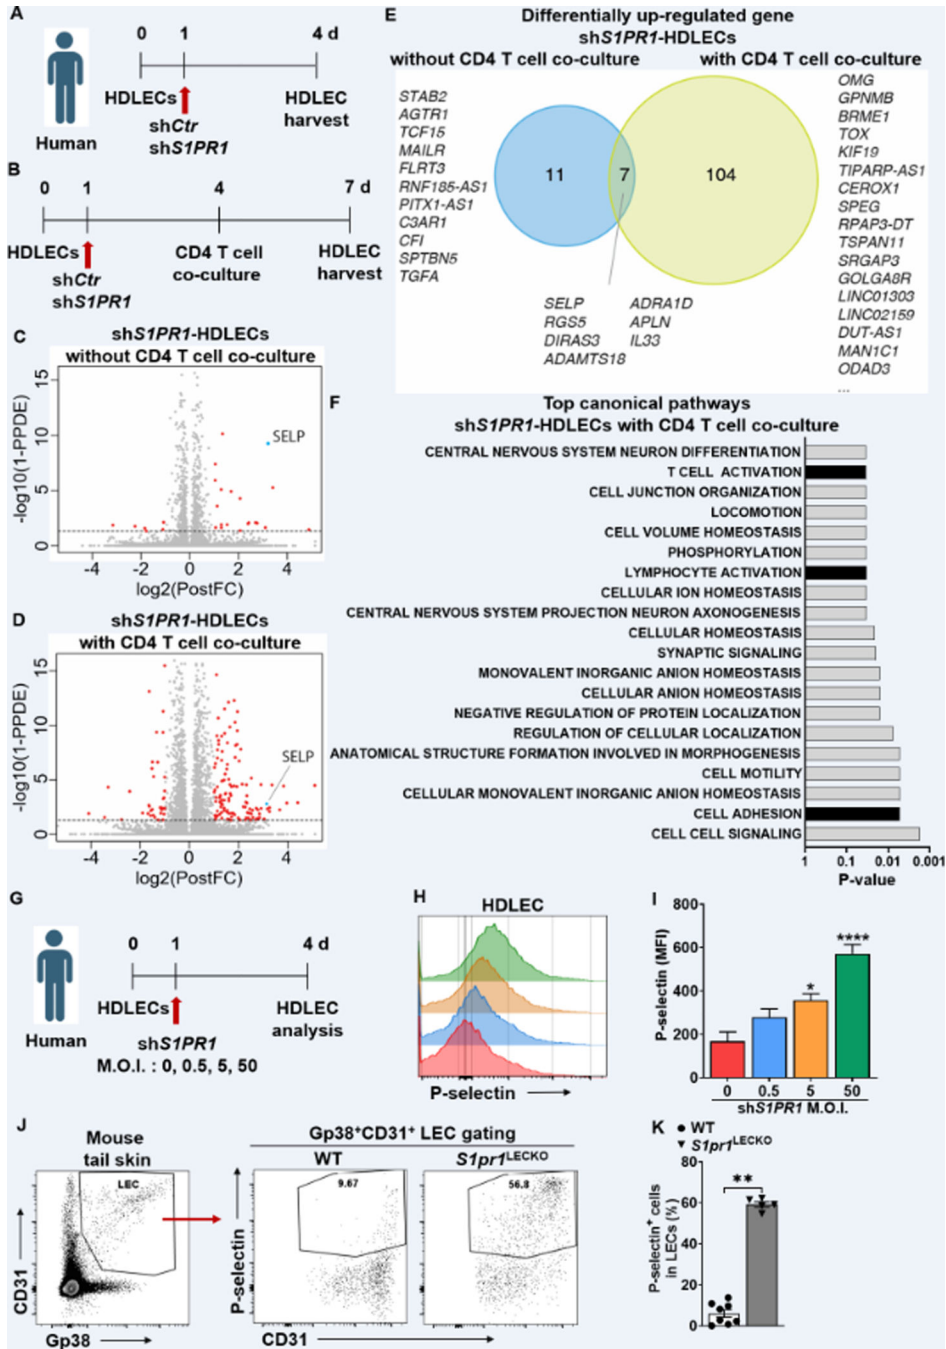 A
0 1 4 d
HDLECs
HDLEC
harvest
shCtr
shS1PR1
Human
B
0 1 4 7 d
HDLECs
CD4 T cell
co-culture
HDLEC
harvest
shCtr
shS1PR1
C
shS1PR1-HDLECs
without CD4 T cell co-culture
-log10(1-PPDE)
15
10
5
0
SELP
-4 -2 0 2 4
log2(PostFC)
D
shS1PR1-HDLECs
with CD4 T cell co-culture
-log10(1-PPDE)
15
10
5
0
SELP
-4 -2 0 2 4
log2(PostFC)
E
Differentially up-regulated gene
shS1PR1-HDLECs
without CD4 T cell co-culture
with CD4 T cell co-culture
STAB2
AGTR1
TCF15
MAILR
FLRT3
RNF185-AS1
PITX1-AS1
C3AR1
CFI
SPTBN5
TGFA
11 7 104
SELP ADRA1D
RGS5 APLN
DIRAS3 IL33
ADAMTS18
OMG
GPNMB
BRME1
TOX
KIF19
TIPARP-AS1
CEROX1
SPEG
RPAP3-DT
TSPAN11
SRGAP3
GOLGA8R
LINC01303
LINC02159
DUT-AS1
MAN1C1
ODAD3
...
F
Top canonical pathways
shS1PR1-HDLECs with CD4 T cell co-culture
CENTRAL NERVOUS SYSTEM NEURON DIFFERENTIATION
T CELL ACTIVATION
CELL JUNCTION ORGANIZATION
LOCOMOTION
CELL VOLUME HOMEOSTASIS
PHOSPHORYLATION
LYMPHOCYTE ACTIVATION
CELLULAR ION HOMEOSTASIS
CENTRAL NERVOUS SYSTEM PROJECTION NEURON AXONOGENESIS
CELLULAR HOMEOSTASIS
SYNAPTIC SIGNALING
MONOVALENT INORGANIC ANION HOMEOSTASIS
CELLULAR ANION HOMEOSTASIS
NEGATIVE REGULATION OF PROTEIN LOCALIZATION
REGULATION OF CELLULAR LOCALIZATION
ANATOMICAL STRUCTURE FORMATION INVOLVED IN MORPHOGENESIS
CELL MOTILITY
CELLULAR MONOVALENT INORGANIC ANION HOMEOSTASIS
CELL ADHESION
CELL CELL SIGNALING
1 0.1 0.01 0.001
P-value
G
0 1 4 d
HDLECs
HDLEC
analysis
shS1PR1
Human
M.O.I. : 0, 0.5, 5, 50
H
HDLEC
P-selectin
I
P-selectin (MFI)
800
600
400
200
0
*
****
0 0.5 5 50
shS1PR1 M.O.I.
J
Mouse
tail skin
LEC
CD31
Gp38
Gp38+CD31+ LEC gating
WT
S1pr1LECKO
9.67
56.8
P-selectin
CD31
K
WT
S1pr1LECKO
P-selectin+ cells
in LECs (%)
80
60
40
20
0
**